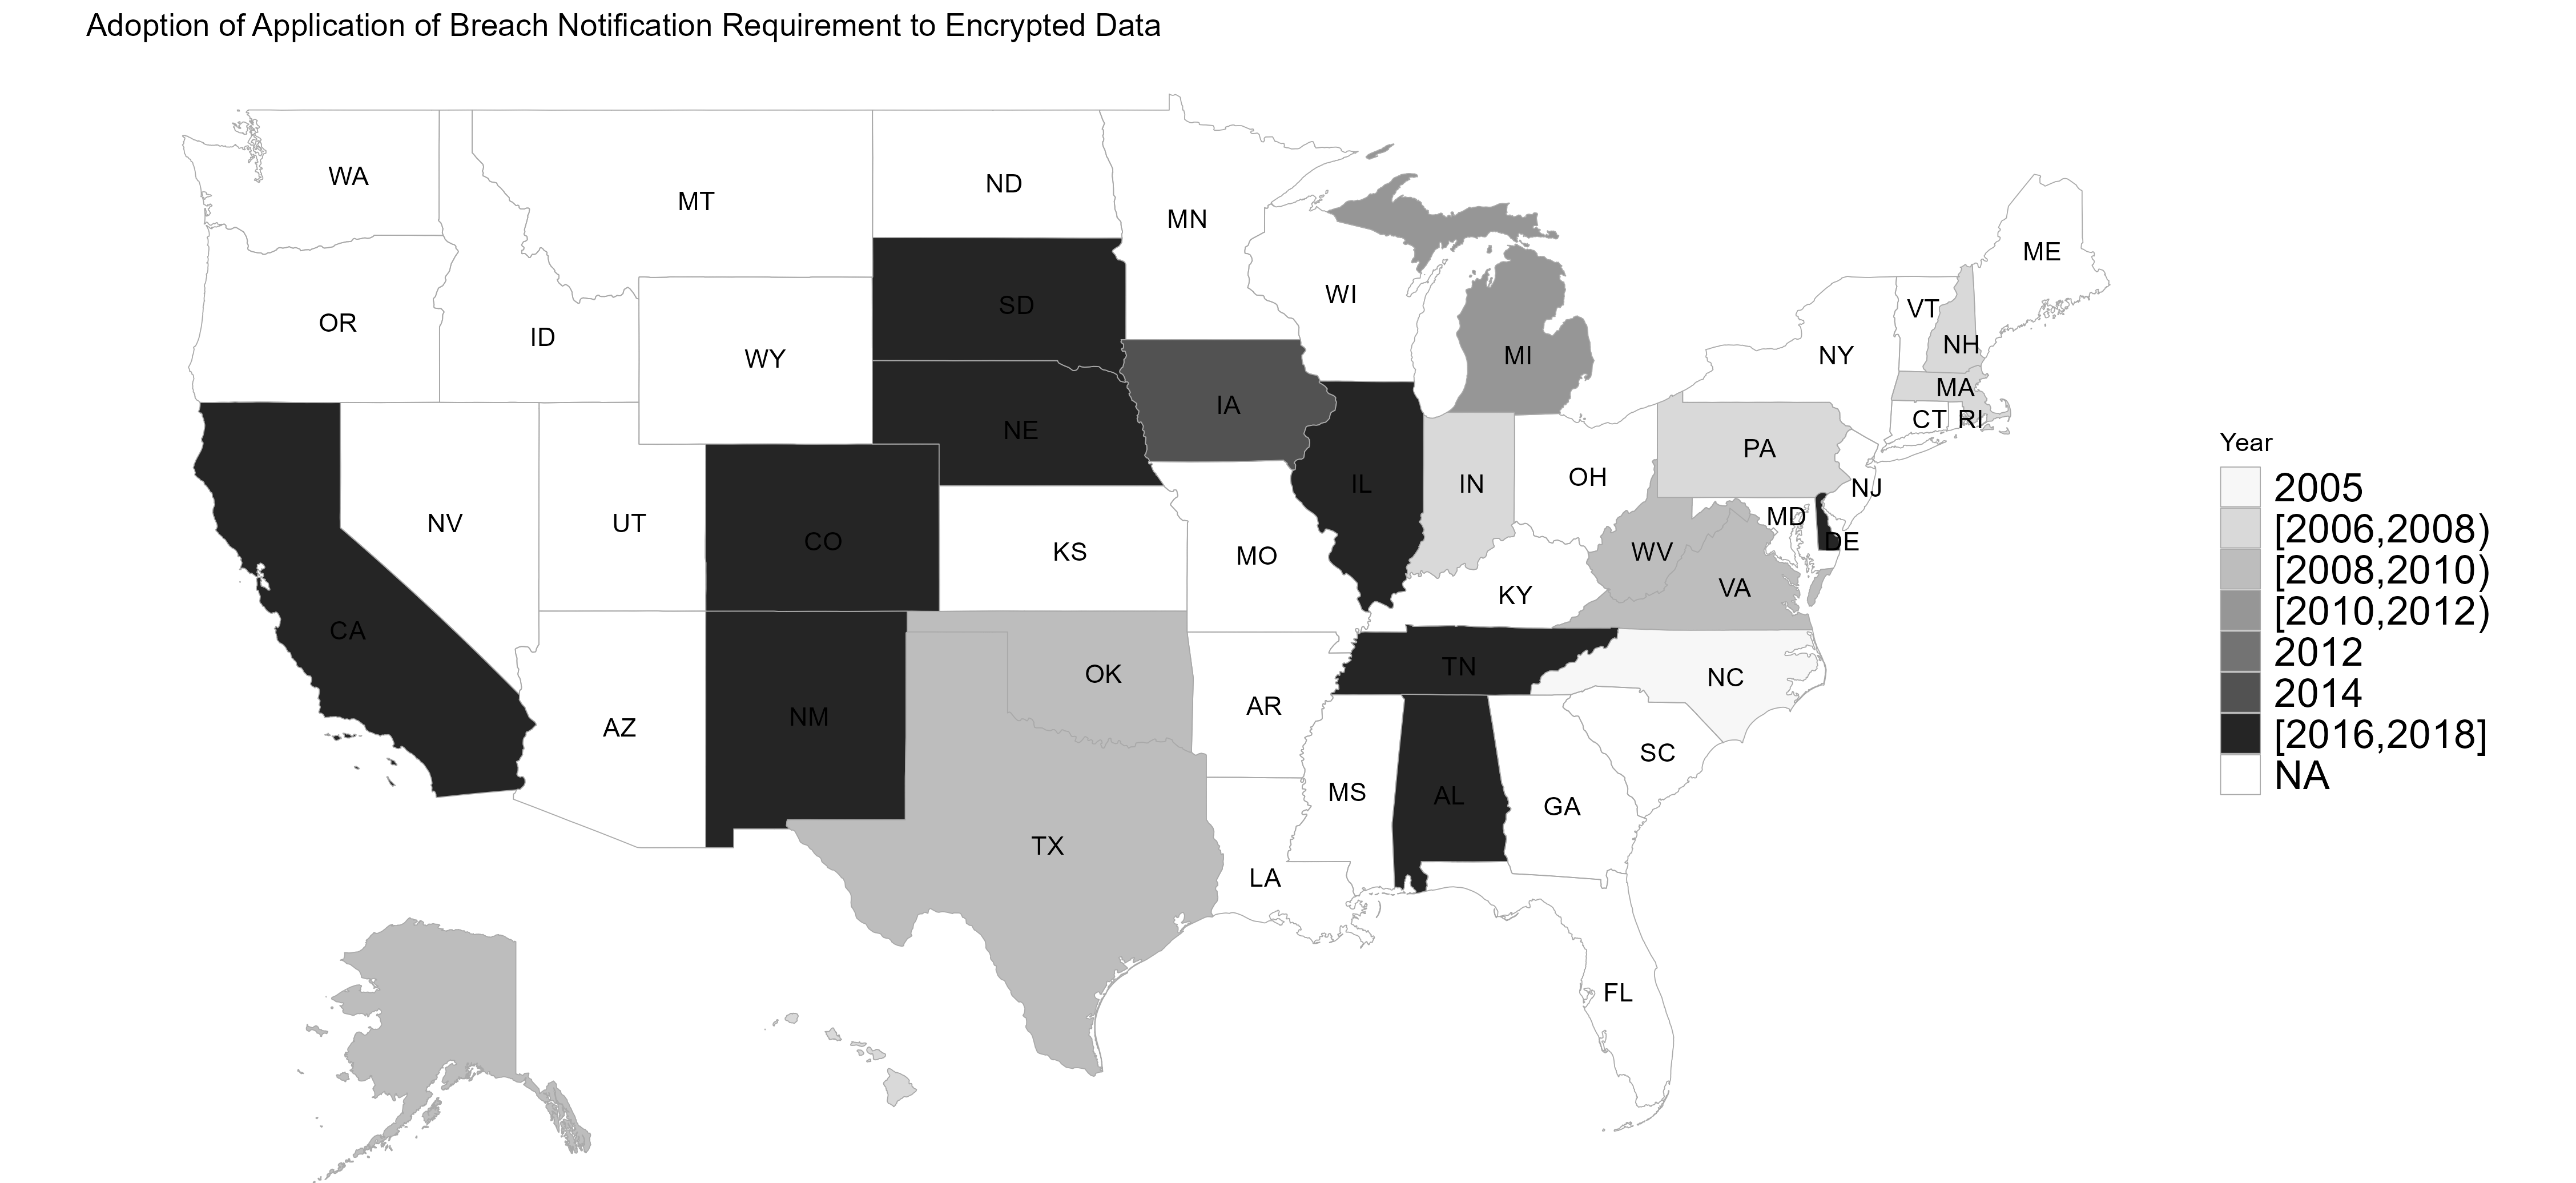 Adoption of Application of Breach Notification Requirement to Encrypted Data
WA
MT
ND
MN
ME
OR
ID
WY
SD
WI
MI
NY
VT
NH
MA
CT
RI
NV
UT
CO
NE
IA
IL
IN
OH
PA
NJ
MD
DE
CA
KS
MO
KY
WV
VA
AZ
NM
OK
AR
TN
NC
TX
LA
MS
AL
GA
SC
FL
Year
2005
[2006,2008)
[2008,2010)
[2010,2012)
2012
2014
[2016,2018]
NA